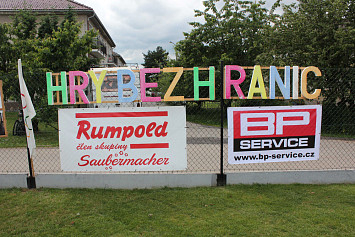 HRY BEZ HRANIC
Rumpold
člen skupiny
Saubermacher
BP
SERVICE
www.bp-service.cz